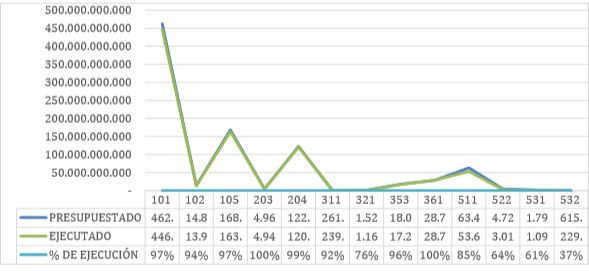 500.000.000.000
450.000.000.000
400.000.000.000
350.000.000.000
300.000.000.000
250.000.000.000
200.000.000.000
150.000.000.000
100.000.000.000
50.000.000.000
-
101 102 105 203 204 311 321 353 361 511 522 531 532
PRESUPUESTADO 462. 14.8 168. 4.96 122. 261. 1.52 18.0 28.7 63.4 4.72 1.79 615.
EJECUTADO 446. 13.9 163. 4.94 120. 239. 1.16 17.2 28.7 53.6 3.01 1.09 229.
% DE EJECUCIÓN 97% 94% 97% 100% 99% 92% 76% 96% 100% 85% 64% 61% 37%